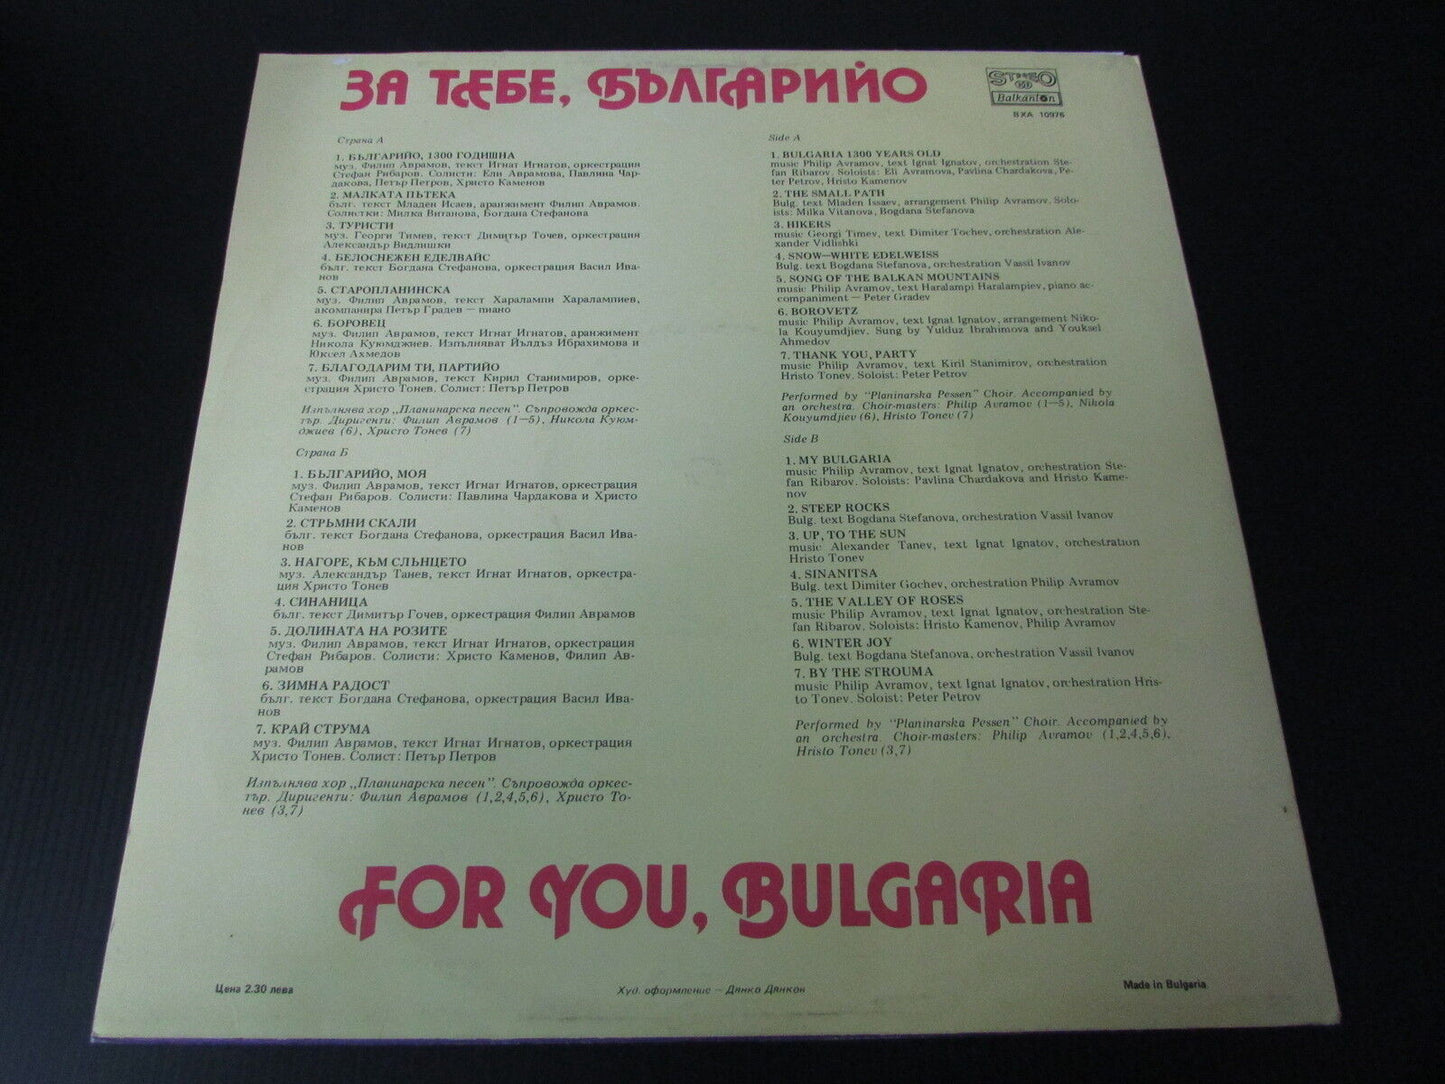 ЗА ТЕБЕ, БЪЛГАРИЙО
STEREO
Balkanton
ВХА 10976
Страна А
1. БЪЛГАРИЙО, 1300 ГОДИШНА
муз. Филип Аврамов, текст Игнат Игнатов, оркестрация
Стефан Рибаров. Солисти: Ели Аврамова, Павлина Чар-
дакова, Петър Петров, Христо Каменов
2. МАЛКАТА ПЪТЕКА
бълг. текст Младен Исаев, аранжимент Филип Аврамов.
Солистки: Милка Витанова, Богдана Стефанова
3. ТУРИСТИ
муз. Георги Тимев, текст Димитър Точев, оркестрация
Александър Видлишки
4. БЕЛОСНЕЖЕН ЕДЕЛВАЙС
бълг. текст Богдана Стефанова, оркестрация Васил Ива-
нов
5. СТАРОПЛАНИНСКА
муз. Филип Аврамов, текст Харалампи Харалампиев,
акомпанира Петър Градев — пиано
6. БОРОВЕЦ
муз. Филип Аврамов, текст Игнат Игнатов, аранжимент
Никола Куюмджиев. Изпълняват Йълдъз Ибрахимова и
Юксел Ахмедов
7. БЛАГОДАРИМ ТИ, ПАРТИЙО
муз. Филип Аврамов, текст Кирил Станимиров, орке-
страция Христо Тонев. Солист: Петър Петров
Изпълнява хор „Планинарска песен". Съпровожда оркес-
тър. Диригенти: Филип Аврамов (1—5), Никола Куюм-
джиев (6), Христо Тонев (7)
Страна Б
1. БЪЛГАРИЙО, МОЯ
муз. Филип Аврамов, текст Игнат Игнатов, оркестрация
Стефан Рибаров. Солисти: Павлина Чардакова и Христо
Каменов
2. СТРЪМНИ СКАЛИ
бълг. текст Богдана Стефанова, оркестрация Васил Ива-
нов
3. НАГОРЕ, КЪМ СЛЪНЦЕТО
муз. Александър Танев, текст Игнат Игнатов, оркестра-
ция Христо Тонев
4. СИНАНИЦА
бълг. текст Димитър Гочев, оркестрация Филип Аврамов
5. ДОЛИНАТА НА РОЗИТЕ
муз. Филип Аврамов, текст Игнат Игнатов, оркестрация
Стефан Рибаров. Солисти: Христо Каменов, Филип Ав-
рамов
6. ЗИМНА РАДОСТ
бълг. текст Богдана Стефанова, оркестрация Васил Ива-
нов
7. КРАЙ СТРУМА
муз. Филип Аврамов, текст Игнат Игнатов, оркестрация
Христо Тонев. Солист: Петър Петров
Изпълнява хор „Планинарска песен". Съпровожда оркес-
тър. Диригенти: Филип Аврамов (1,2,4,5,6), Христо То-
нев (3,7)
Side A
1. BULGARIA 1300 YEARS OLD
music Philip Avramov, text Ignat Ignatov, orchestration Ste-
fan Ribarov. Soloists: Eli Avramova, Pavlina Chardakova, Pe-
ter Petrov, Hristo Kamenov
2. THE SMALL PATH
Bulg. text Mladen Issaev, arrangement Philip Avramov. Solo-
ists: Milka Vitanova, Bogdana Stefanova
3. HIKERS
music Georgi Timev, text Dimiter Tochev, orchestration Ale-
xander Vidlishki
4. SNOW—WHITE EDELWEISS
Bulg. text Bogdana Stefanova, orchestration Vassil Ivanov
5. SONG OF THE BALKAN MOUNTAINS
music Philip Avramov, text Haralampi Haralampiev, piano ac-
companiment — Peter Gradev
6. BOROVETZ
music Philip Avramov, text Ignat Ignatov, arrangement Niko-
la Kouyumdjiev. Sung by Yulduz Ibrahimova and Youksel
Ahmedov
7. THANK YOU, PARTY
music Philip Avramov, text Kiril Stanimirov, orchestration
Hristo Tonev. Soloist: Peter Petrov
Performed by "Planinarska Pessen" Choir. Accompanied by
an orchestra. Choir-masters: Philip Avramov (1—5), Nikola
Kouyumdjiev (6), Hristo Tonev (7)
Side B
1. MY BULGARIA
music Philip Avramov, text Ignat Ignatov, orchestration Ste-
fan Ribarov. Soloists: Pavlina Chardakova and Hristo Kame-
nov
2. STEEP ROCKS
Bulg. text Bogdana Stefanova, orchestration Vassil Ivanov
3. UP, TO THE SUN
music Alexander Tanev, text Ignat Ignatov, orchestration
Hristo Tonev
4. SINANITSA
Bulg. text Dimiter Gochev, orchestration Philip Avramov
5. THE VALLEY OF ROSES
music Philip Avramov, text Ignat Ignatov, orchestration Ste-
fan Ribarov. Soloists: Hristo Kamenov, Philip Avramov
6. WINTER JOY
Bulg. text Bogdana Stefanova, orchestration Vassil Ivanov
7. BY THE STROUMA
music Philip Avramov, text Ignat Ignatov, orchestration Hris-
to Tonev. Soloist: Peter Petrov
Performed by "Planinarska Pessen" Choir. Accompanied by
an orchestra. Choir-masters: Philip Avramov (1,2,4,5,6),
Hristo Tonev (3,7)
FOR YOU, BULGARIA
Цена 2.30 лева
Худ. оформление — Дянко Дянков
Made in Bulgaria